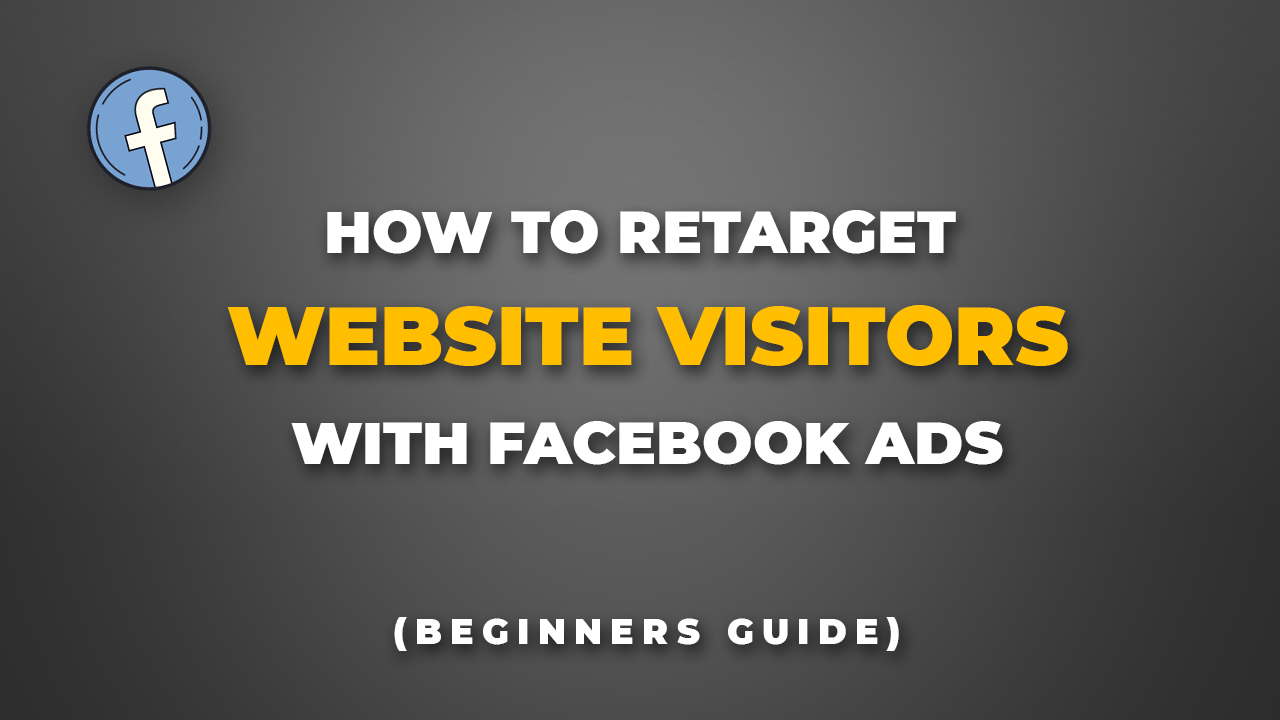 HOW TO RETARGET
WEBSITE VISITORS
WITH FACEBOOK ADS
(BEGINNERS GUIDE)